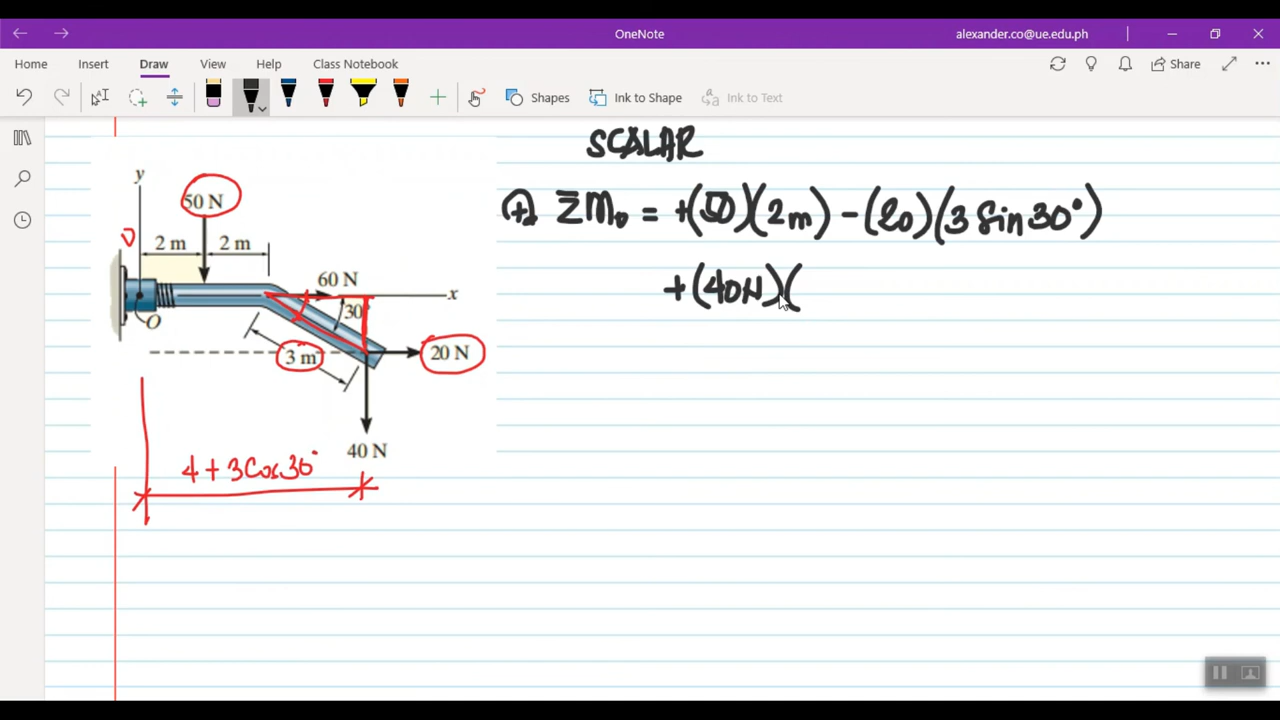 OneNote
alexander.co@ue.edu.ph
Home Insert Draw View Help Class Notebook
Share
Shapes
Ink to Shape
Ink to Text
SCALAR
+ ΣM₀ = +(50)(2m) - (20)(3 Sin 30°)
+(40N)(
y
50 N
O
2 m 2 m
60 N
x
30
O
3 m
20 N
40 N
4 + 3Cos30°